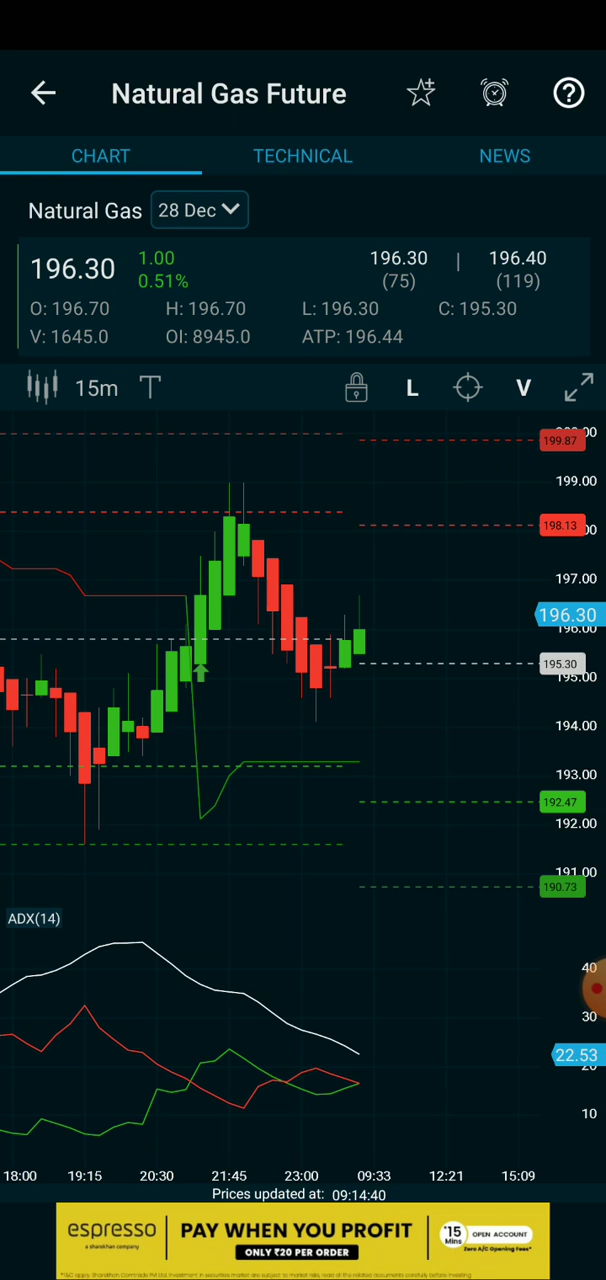 Natural Gas Future
CHART TECHNICAL NEWS
Natural Gas 28 Dec
196.30 1.00 0.51% 196.30 (75) | 196.40 (119)
O: 196.70 H: 196.70 L: 196.30 C: 195.30
V: 1645.0 OI: 8945.0 ATP: 196.44
15m T L V
199.87
199.00
198.13
197.00
196.30
196.00
195.30
195.00
194.00
193.00
192.47
192.00
191.00
190.73
ADX(14)
40
30
22.53
20
10
18:00 19:15 20:30 21:45 23:00 09:33 12:21 15:09
Prices updated at: 09:14:40
espresso
a sharekhan company
PAY WHEN YOU PROFIT
ONLY ₹20 PER ORDER
15 Mins
OPEN ACCOUNT
Zero A/C Opening Fees*